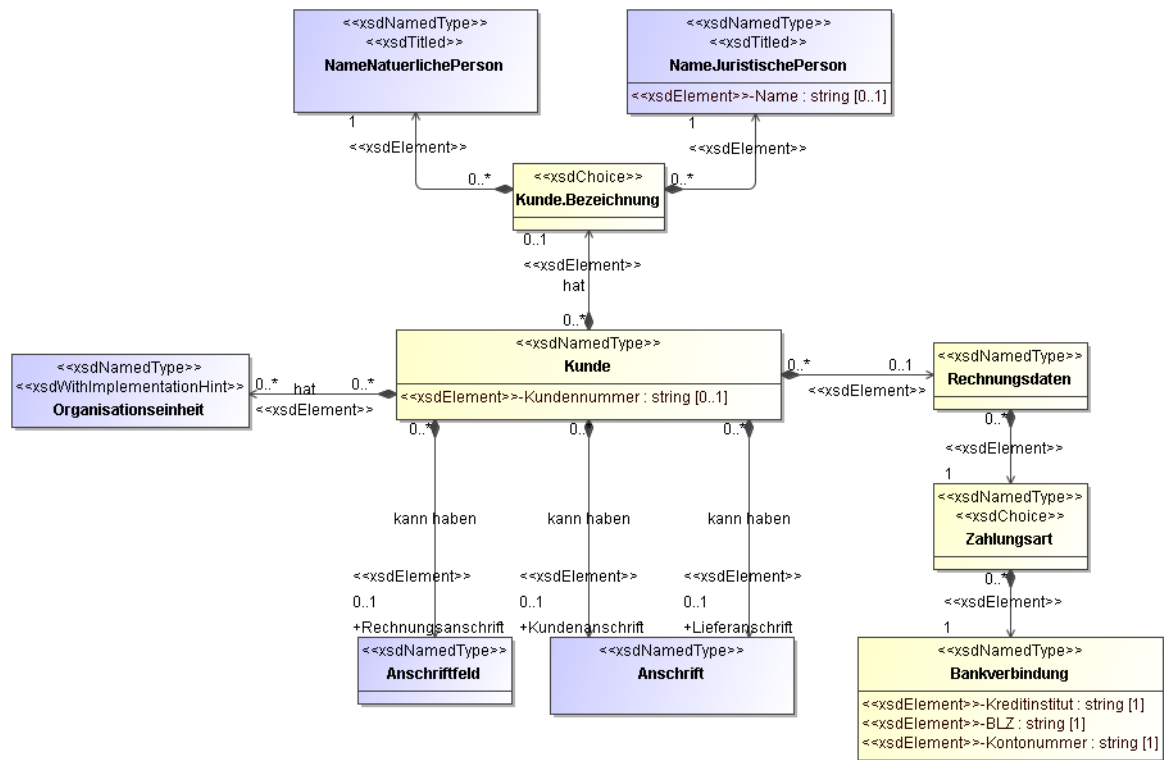 <<xsdNamedType>>
<<xsdTitled>>
NameNatuerlichePerson
<<xsdNamedType>>
<<xsdTitled>>
NameJuristischePerson
<<xsdElement>>-Name : string [0..1]
1
<<xsdElement>>
0..*
1
<<xsdElement>>
0..*
<<xsdChoice>>
Kunde.Bezeichnung
0..1
<<xsdElement>>
hat
0..*
<<xsdNamedType>>
<<xsdWithImplementationHint>>
Organisationseinheit
0..*
hat
0..*
<<xsdElement>>
<<xsdNamedType>>
Kunde
<<xsdElement>>-Kundennummer : string [0..1]
0..*
0..1
<<xsdElement>>
<<xsdNamedType>>
Rechnungsdaten
0..*
<<xsdElement>>
1
<<xsdNamedType>>
<<xsdChoice>>
Zahlungsart
0..*
<<xsdElement>>
1
<<xsdNamedType>>
Bankverbindung
<<xsdElement>>-Kreditinstitut : string [1]
<<xsdElement>>-BLZ : string [1]
<<xsdElement>>-Kontonummer : string [1]
0..*
kann haben
<<xsdElement>>
0..1
+Rechnungsanschrift
<<xsdNamedType>>
Anschriftfeld
0..*
kann haben
<<xsdElement>>
0..1
+Kundenanschrift
0..*
kann haben
<<xsdElement>>
0..1
+Lieferanschrift
<<xsdNamedType>>
Anschrift